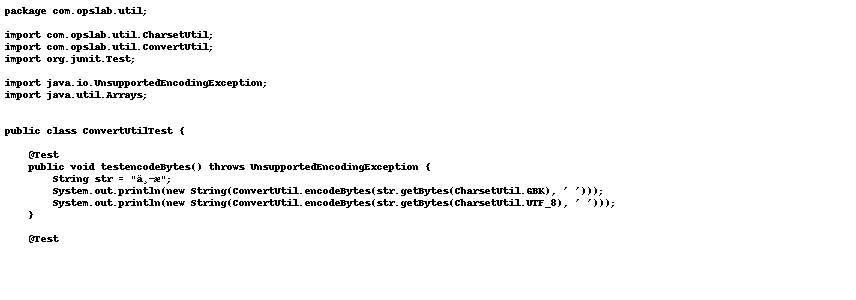 package com.opslab.util;

import com.opslab.util.CharsetUtil;
import com.opslab.util.ConvertUtil;
import org.junit.Test;

import java.io.UnsupportedEncodingException;
import java.util.Arrays;


public class ConvertUtilTest {

    @Test
    public void testencodeBytes() throws UnsupportedEncodingException {
        String str = "ä¸­æ";
        System.out.println(new String(ConvertUtil.encodeBytes(str.getBytes(CharsetUtil.GBK), ' ')));
        System.out.println(new String(ConvertUtil.encodeBytes(str.getBytes(CharsetUtil.UTF_8), ' ')));
    }

    @Test